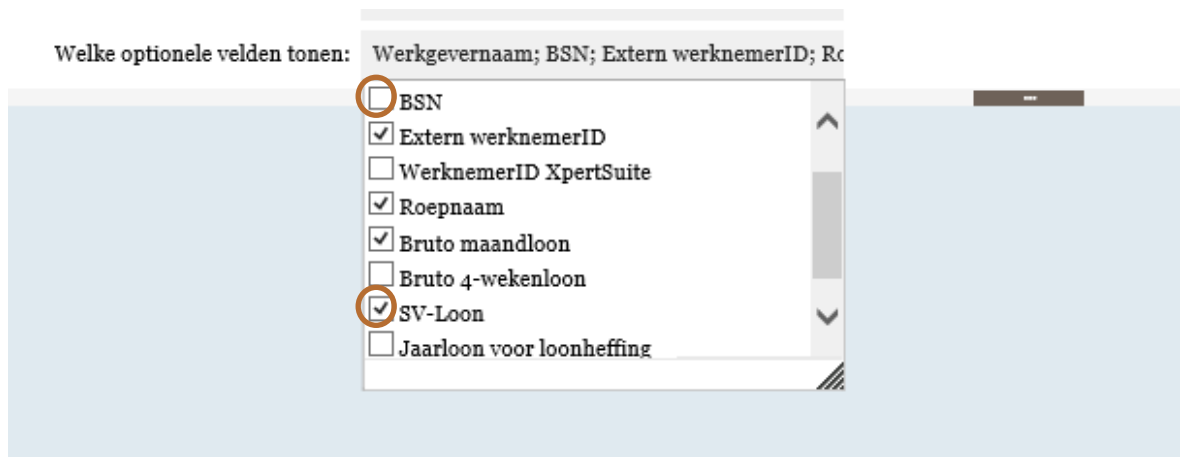 Welke optionele velden tonen: Werkgevernaam; BSN; Extern werknemerID;
BSN
Extern werknemerID
WerknemerID XpertSuite
Roepnaam
Bruto maandloon
Bruto 4-wekenloon
SV-Loon
Jaarloon voor loonheffing